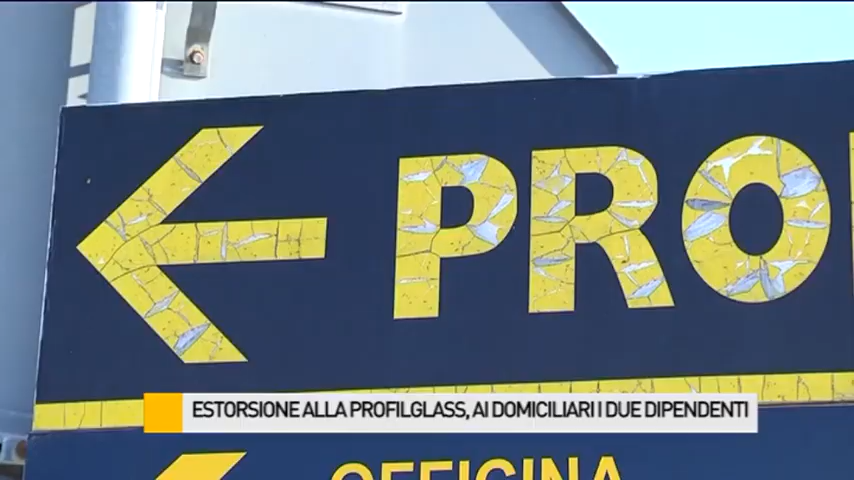 PRO
ESTORSIONE ALLA PROFILGLASS, AI DOMICILIARI I DUE DIPENDENTI
OFFICINA